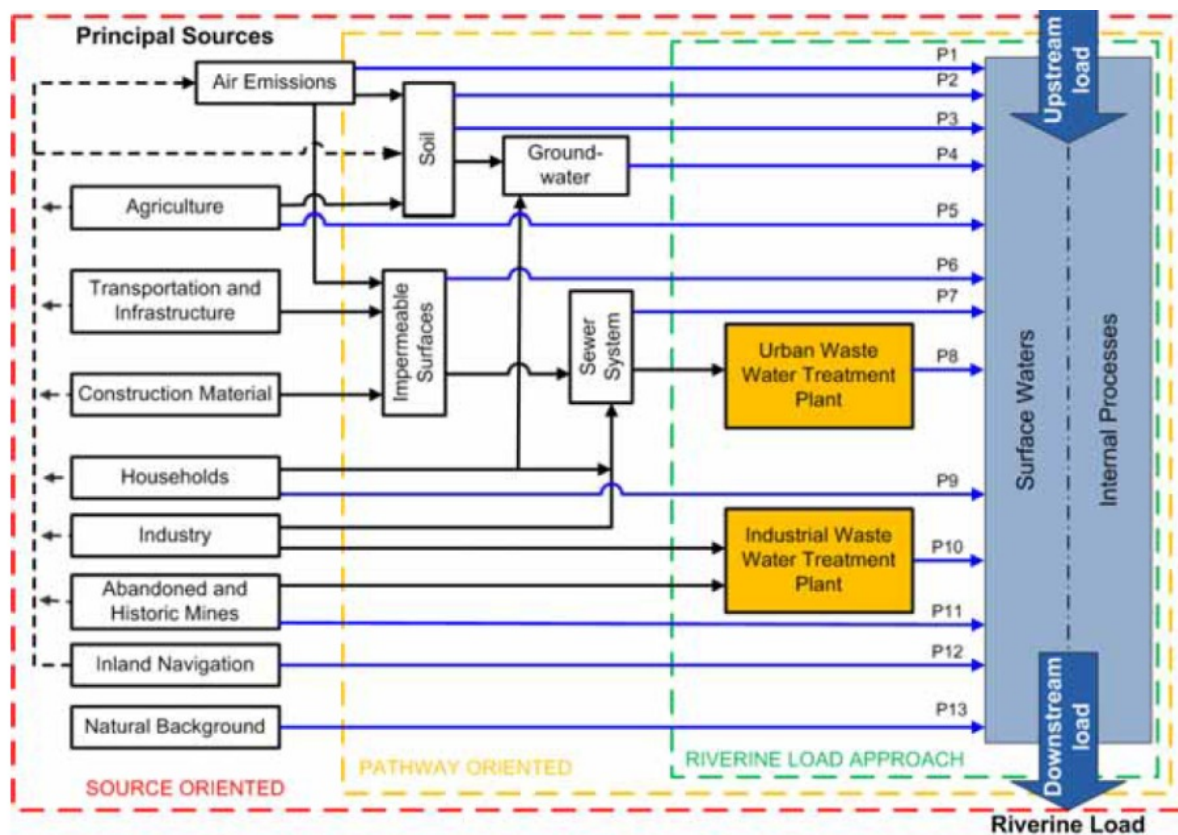 Principal Sources
Air Emissions
Soil
Ground-
water
Agriculture
Transportation and
Infrastructure
Impermeable
Surfaces
Construction Material
Sewer
System
Urban Waste
Water Treatment
Plant
Households
Industry
Industrial Waste
Water Treatment
Plant
Abandoned and
Historic Mines
Inland Navigation
Natural Background
P1
P2
P3
P4
P5
P6
P7
P8
P9
P10
P11
P12
P13
Upstream
load
Surface Waters
Internal Processes
Downstream
load
SOURCE ORIENTED
PATHWAY ORIENTED
RIVERINE LOAD APPROACH
Riverine Load